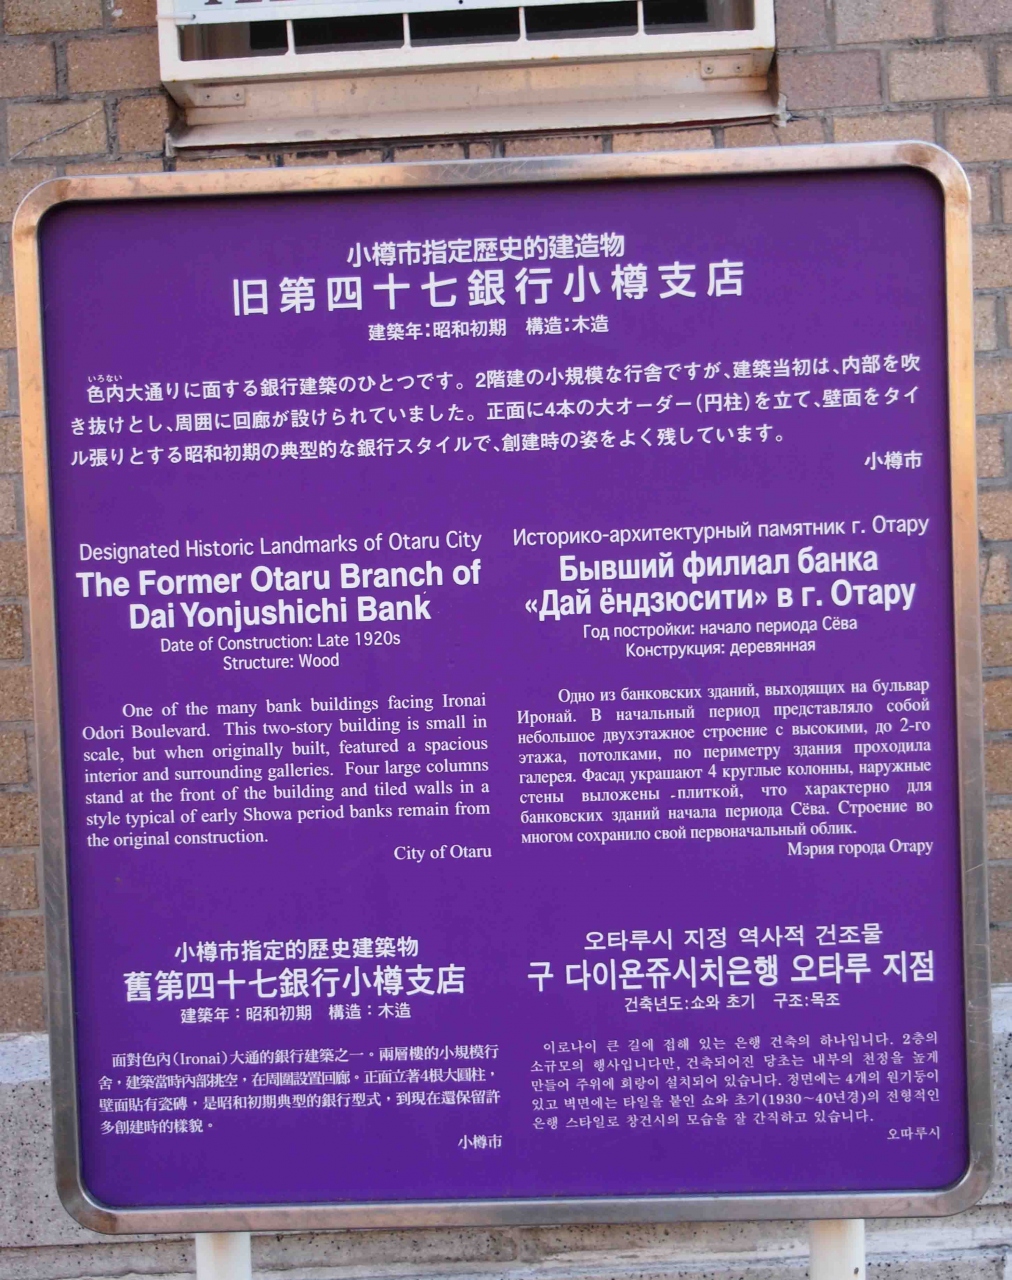 小樽市指定歴史的建造物
旧第四十七銀行小樽支店
建築年:昭和初期　構造:木造
いろない
色内大通りに面する銀行建築のひとつです。2階建の小規模な行舎ですが、建築当初は、内部を吹
き抜けとし、周囲に回廊が設けられていました。正面に4本の大オーダー(円柱)を立て、壁面をタイ
ル張りとする昭和初期の典型的な銀行スタイルで、創建時の姿をよく残しています。
小樽市
Designated Historic Landmarks of Otaru City
The Former Otaru Branch of
Dai Yonjushichi Bank
Date of Construction: Late 1920s
Structure: Wood
One of the many bank buildings facing Ironai
Odori Boulevard. This two-story building is small in
scale, but when originally built, featured a spacious
interior and surrounding galleries. Four large columns
stand at the front of the building and tiled walls in a
style typical of early Showa period banks remain from
the original construction.
City of Otaru
Историко-архитектурный памятник г. Отару
Бывший филиал банка
«Дай ёндзюсити» в г. Отару
Год постройки: начало периода Сёва
Конструкция: деревянная
Одно из банковских зданий, выходящих на бульвар
Иронай. В начальный период представляло собой
небольшое двухэтажное строение с высокими, до 2-го
этажа, потолками, по периметру здания проходила
галерея. Фасад украшают 4 круглые колонны, наружные
стены выложены -плиткой, что характерно для
банковских зданий начала периода Сёва. Строение во
многом сохранило свой первоначальный облик.
Мэрия города Отару
小樽市指定的歷史建築物
舊第四十七銀行小樽支店
建築年：昭和初期　構造：木造
面對色內(Ironai)大通的銀行建築之一。兩層樓的小規模行
舍，建築當時內部挑空，在周圍設置回廊。正面立著4根大圓柱，
壁面貼有瓷磚，是昭和初期典型的銀行型式，到現在還保留許
多創建時的樣貌。
小樽市
오타루시 지정 역사적 건조물
구 다이욘쥬시치은행 오타루 지점
건축년도:쇼와 초기　구조:목조
이로나이 큰 길에 접해 있는 은행 건축의 하나입니다. 2층의
소규모의 행사입니다만, 건축되어진 당초는 내부의 천정을 높게
만들어 주위에 회랑이 설치되어 있습니다. 정면에는 4개의 원기둥이
있고 벽면에는 타일을 붙인 쇼와 초기(1930~40년경)의 전형적인
은행 스타일로 창건시의 모습을 잘 간직하고 있습니다.
오따루시